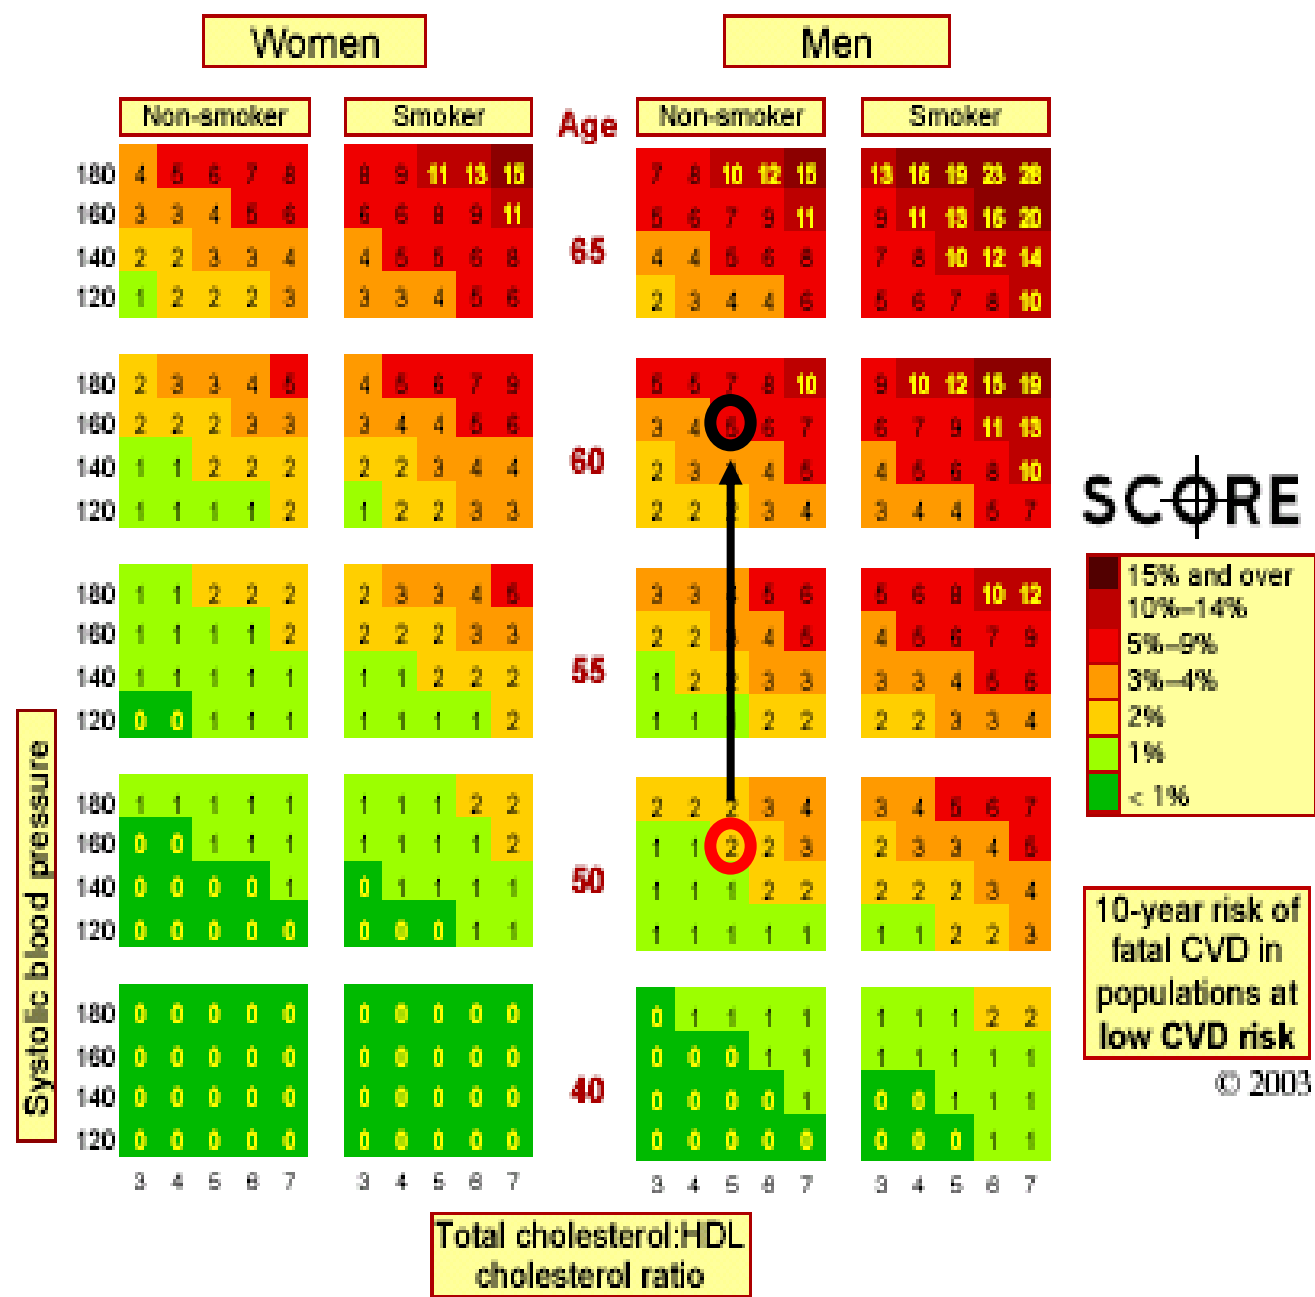 Women Men
Non-smoker Smoker Age Non-smoker Smoker
180 4 5 6 7 8 8 9 11 13 15 7 8 10 12 15 13 16 19 23 28
160 3 3 4 5 6 6 6 8 9 11 5 6 7 9 11 9 11 13 16 20
65
140 2 2 3 3 4 4 5 5 6 8 4 4 5 6 8 7 8 10 12 14
120 1 2 2 2 3 3 3 4 5 6 2 3 4 4 6 5 6 7 8 10
180 2 3 3 4 5 4 5 6 7 9 5 5 7 8 10 9 10 12 15 19
160 2 2 2 3 3 3 4 4 5 6 3 4 5 6 7 6 7 9 11 13
60
140 1 1 2 2 2 2 2 3 4 4 2 3 4 5 4 5 6 8 10
120 1 1 1 1 2 1 2 2 3 3 2 2 2 3 4 3 4 4 5 7
180 1 1 2 2 2 2 3 3 4 5 3 3 4 5 6 5 6 8 10 12
160 1 1 1 1 2 2 2 2 3 3 2 2 3 4 5 4 5 6 7 9
55
140 1 1 1 1 1 1 1 2 2 2 1 2 2 3 3 3 3 4 5 6
120 0 0 1 1 1 1 1 1 1 2 1 1 1 2 2 2 2 3 3 4
180 1 1 1 1 1 1 1 1 2 2 2 2 2 3 4 3 4 5 6 7
160 0 0 1 1 1 1 1 1 1 2 1 1 2 2 3 2 3 3 4 5
50
140 0 0 0 0 1 0 1 1 1 1 1 1 1 2 2 2 2 2 3 4
120 0 0 0 0 0 0 0 0 1 1 1 1 1 1 1 1 1 2 2 3
180 0 0 0 0 0 0 0 0 0 0 0 1 1 1 1 1 1 1 2 2
160 0 0 0 0 0 0 0 0 0 0 0 0 0 1 1 1 1 1 1 1
40
140 0 0 0 0 0 0 0 0 0 0 0 0 0 0 1 0 0 1 1 1
120 0 0 0 0 0 0 0 0 0 0 0 0 0 0 0 0 0 0 1 1
3 4 5 6 7 3 4 5 6 7 3 4 5 6 7 3 4 5 6 7
Systolic blood pressure
Total cholesterol:HDL
cholesterol ratio
SCORE
15% and over
10%–14%
5%–9%
3%–4%
2%
1%
< 1%
10-year risk of
fatal CVD in
populations at
low CVD risk
© 2003